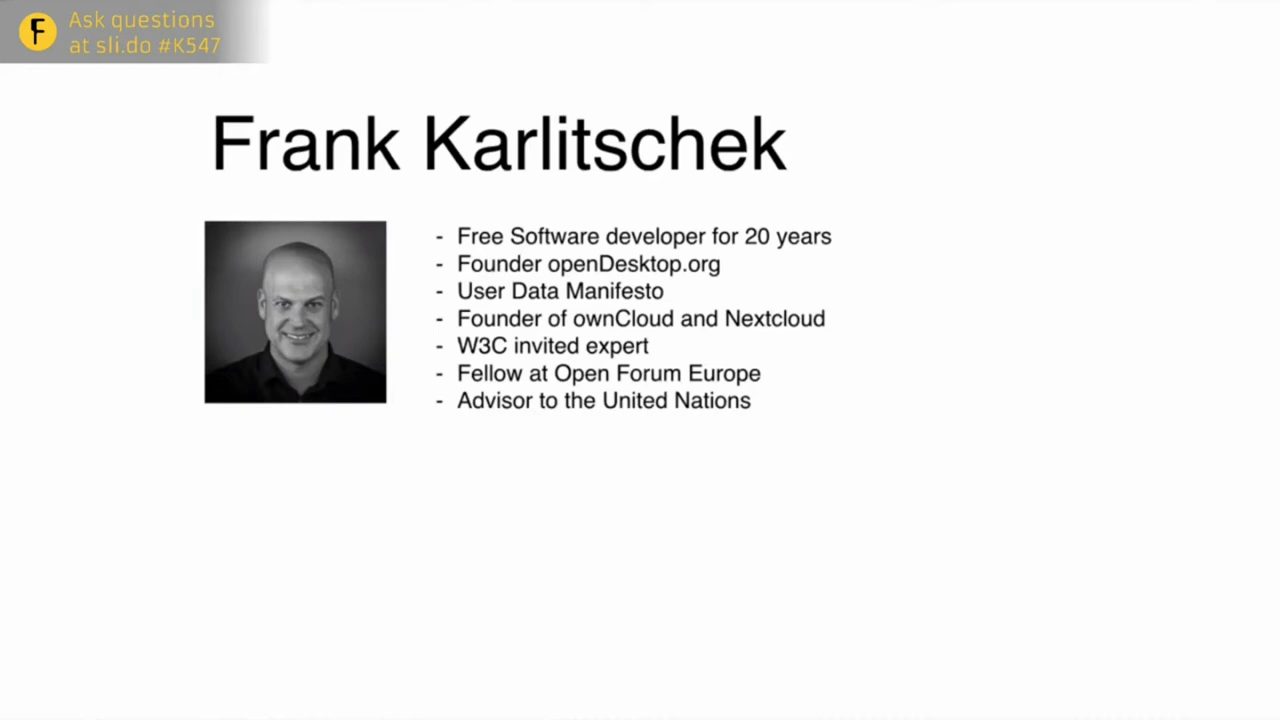 F
Ask questions
at sli.do #K547
Frank Karlitschek
- Free Software developer for 20 years
- Founder openDesktop.org
- User Data Manifesto
- Founder of ownCloud and Nextcloud
- W3C invited expert
- Fellow at Open Forum Europe
- Advisor to the United Nations